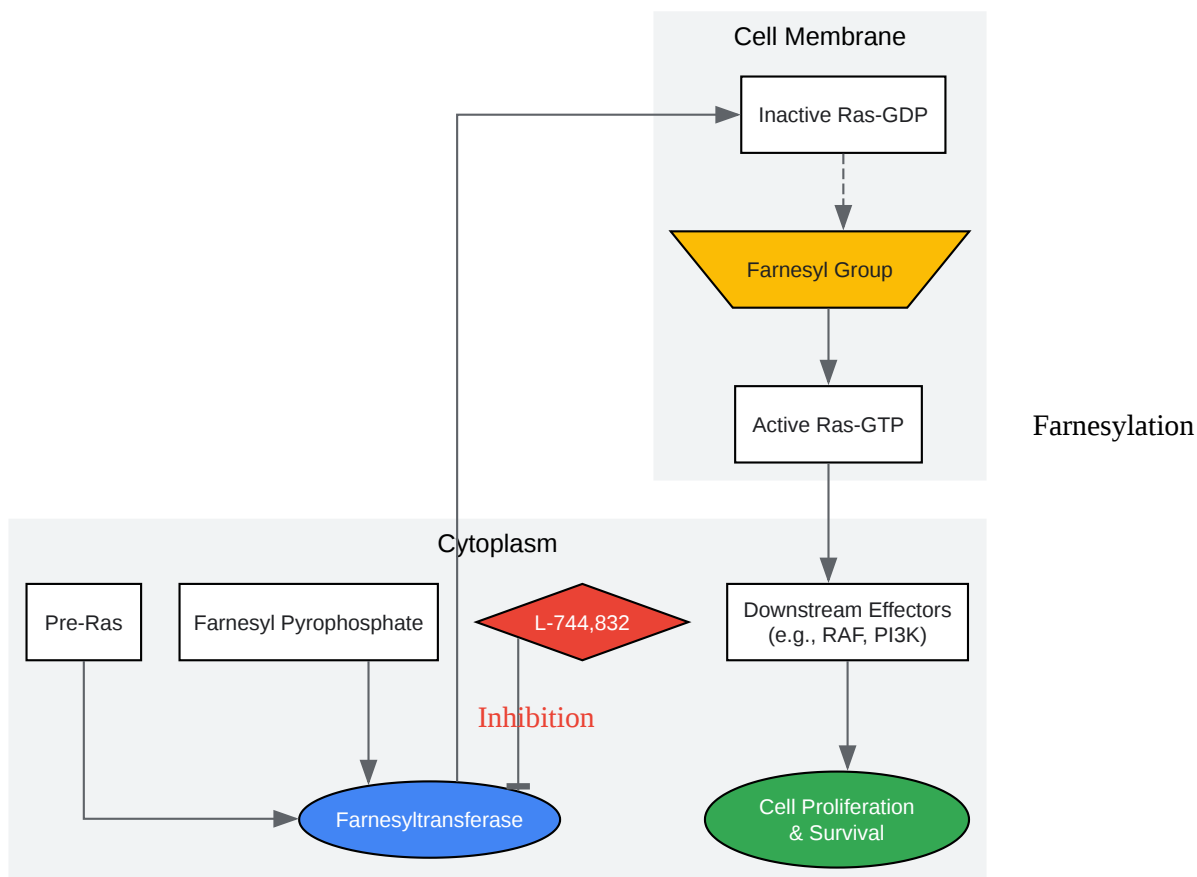 Cell Membrane
Inactive Ras-GDP
Farnesyl Group
Active Ras-GTP
Farnesylation
Cytoplasm
Pre-Ras
Farnesyl Pyrophosphate
L-744,832
Downstream Effectors
(e.g., RAF, PI3K)
Inhibition
Farnesyltransferase
Cell Proliferation
& Survival